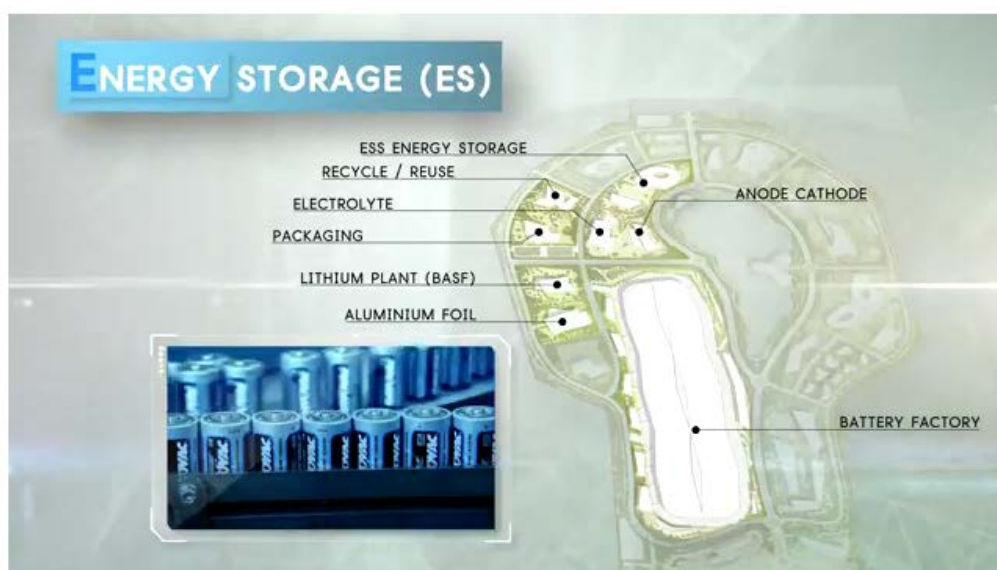 ENERGY STORAGE (ES)
ESS ENERGY STORAGE
RECYCLE / REUSE
ANODE CATHODE
ELECTROLYTE
PACKAGING
LITHIUM PLANT (BASF)
ALUMINIUM FOIL
BATTERY FACTORY